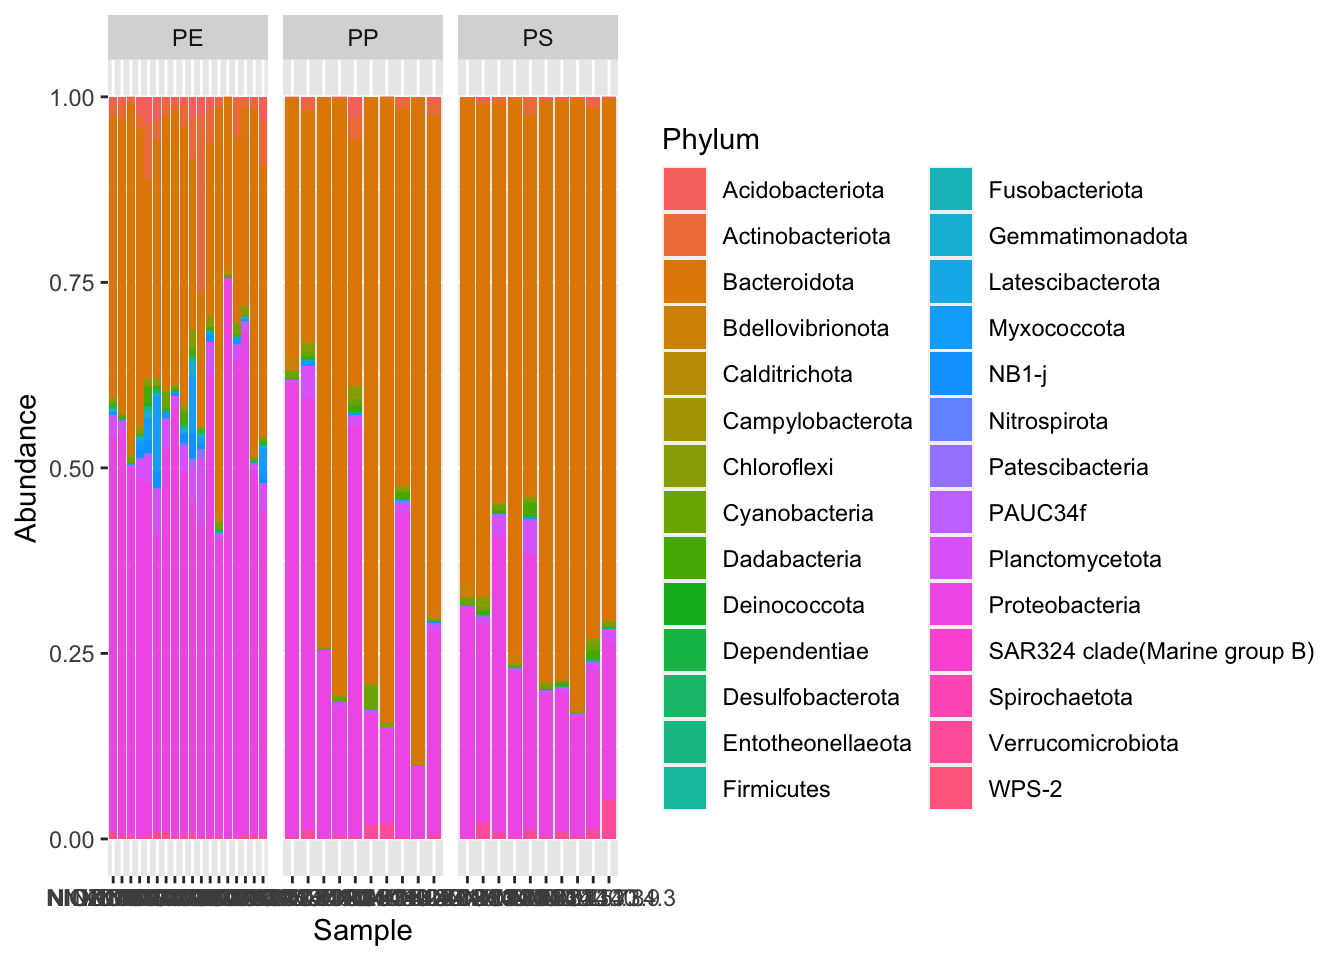 PE PP PS
1.00
0.75
0.50
0.25
0.00
Abundance
Sample
Phylum
Acidobacteriota
Actinobacteriota
Bacteroidota
Bdellovibrionota
Calditrichota
Campylobacterota
Chloroflexi
Cyanobacteria
Dadabacteria
Deinococcota
Dependentiae
Desulfobacterota
Entotheonellaeota
Firmicutes
Fusobacteriota
Gemmatimonadota
Latescibacterota
Myxococcota
NB1-j
Nitrospirota
Patescibacteria
PAUC34f
Planctomycetota
Proteobacteria
SAR324 clade(Marine group B)
Spirochaetota
Verrucomicrobiota
WPS-2